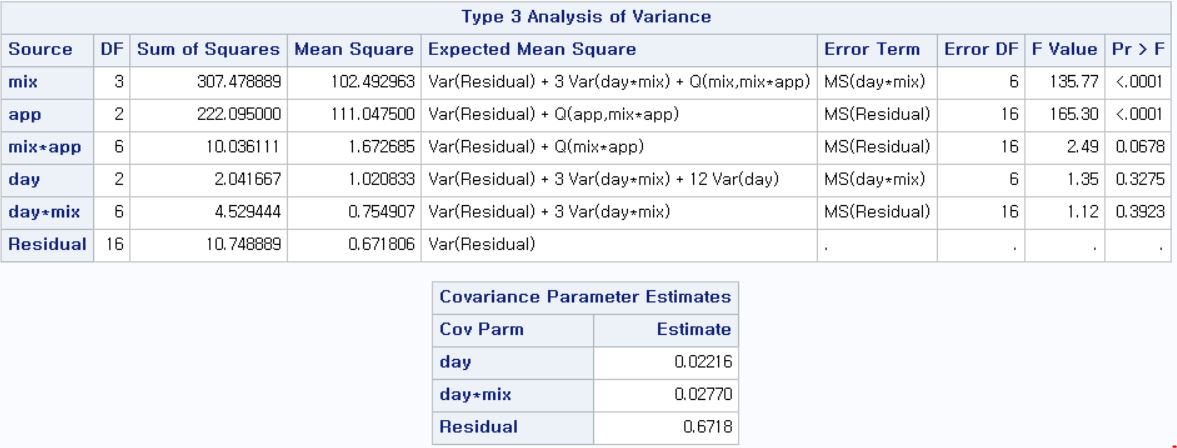 Type 3 Analysis of Variance
Source DF Sum of Squares Mean Square Expected Mean Square Error Term Error DF F Value Pr > F
mix 3 307.478889 102.492963 Var(Residual) + 3 Var(day*mix) + Q(mix,mix*app) MS(day*mix) 6 135.77 <.0001
app 2 222.095000 111.047500 Var(Residual) + Q(app,mix*app) MS(Residual) 16 165.30 <.0001
mix*app 6 10.036111 1.672685 Var(Residual) + Q(mix*app) MS(Residual) 16 2.49 0.0678
day 2 2.041667 1.020833 Var(Residual) + 3 Var(day*mix) + 12 Var(day) MS(day*mix) 6 1.35 0.3275
day*mix 6 4.529444 0.754907 Var(Residual) + 3 Var(day*mix) MS(Residual) 16 1.12 0.3923
Residual 16 10.748889 0.671806 Var(Residual) . . . .
Covariance Parameter Estimates
Cov Parm Estimate
day 0.02216
day*mix 0.02770
Residual 0.6718